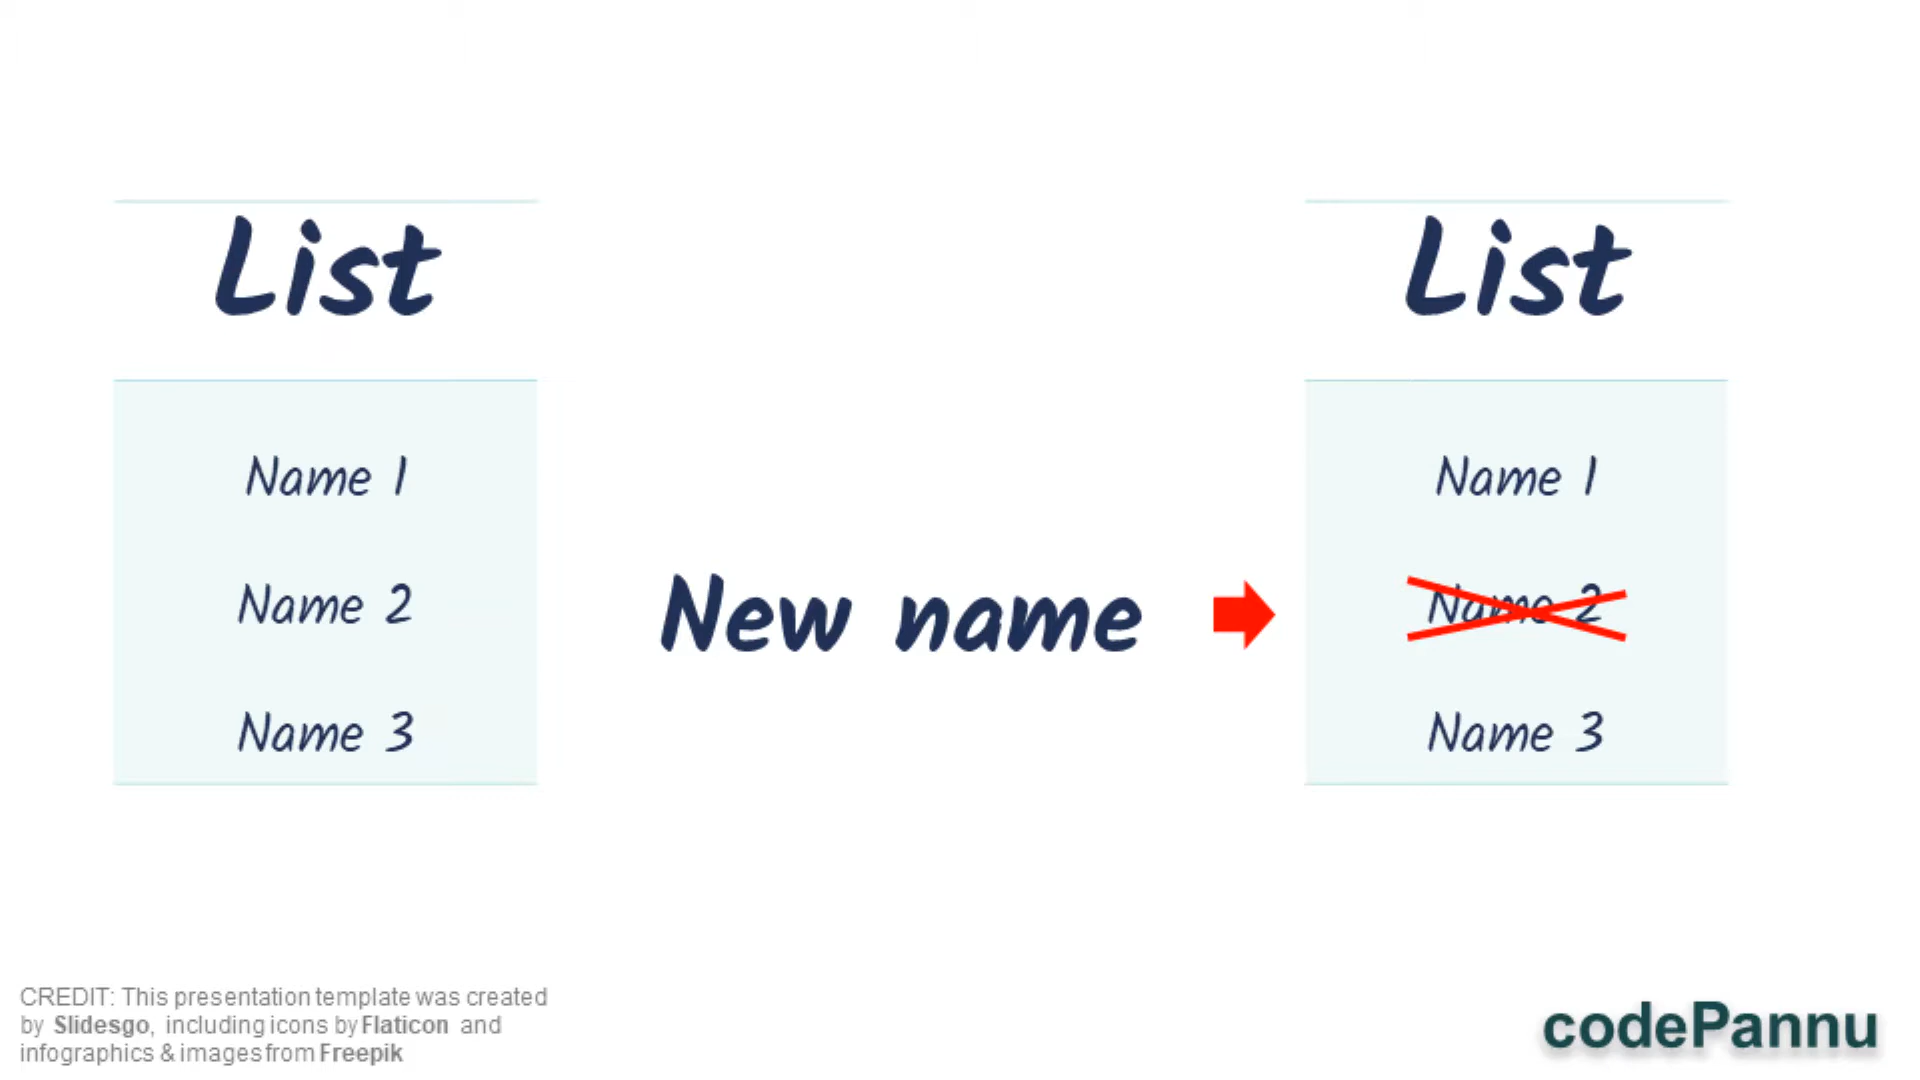 List
Name 1
Name 2
Name 3
New name
List
Name 1
Name 2
Name 3
CREDIT: This presentation template was created
by Slidesgo, including icons by Flaticon and
infographics & images from Freepik
codePannu